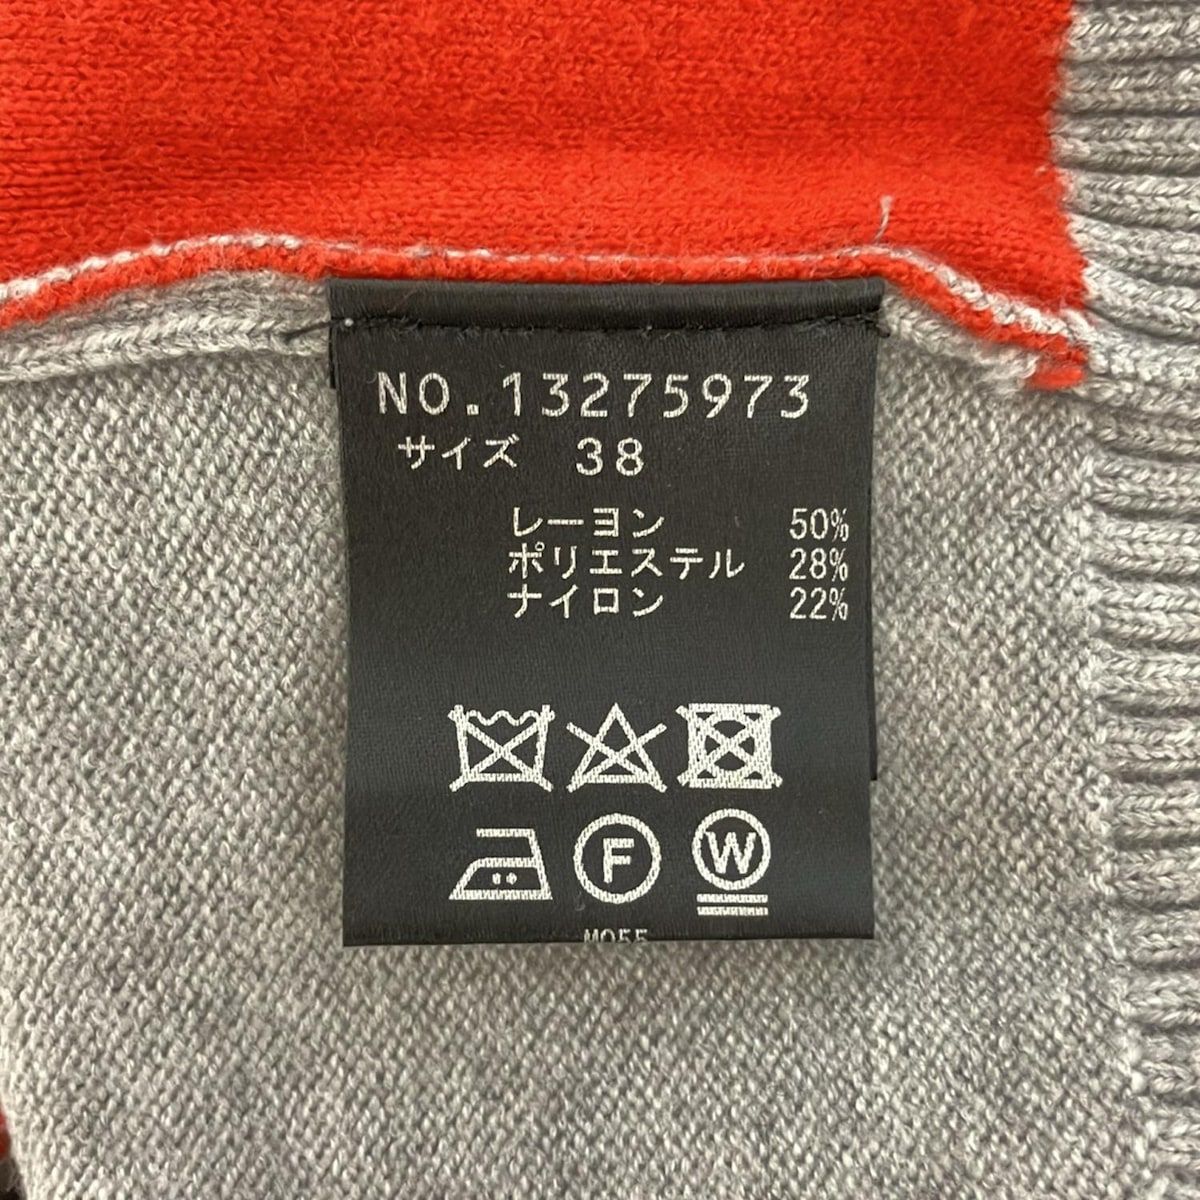 NO.13275973
サイズ 38
レーヨン 50%
ポリエステル 28%
ナイロン 22%
F W